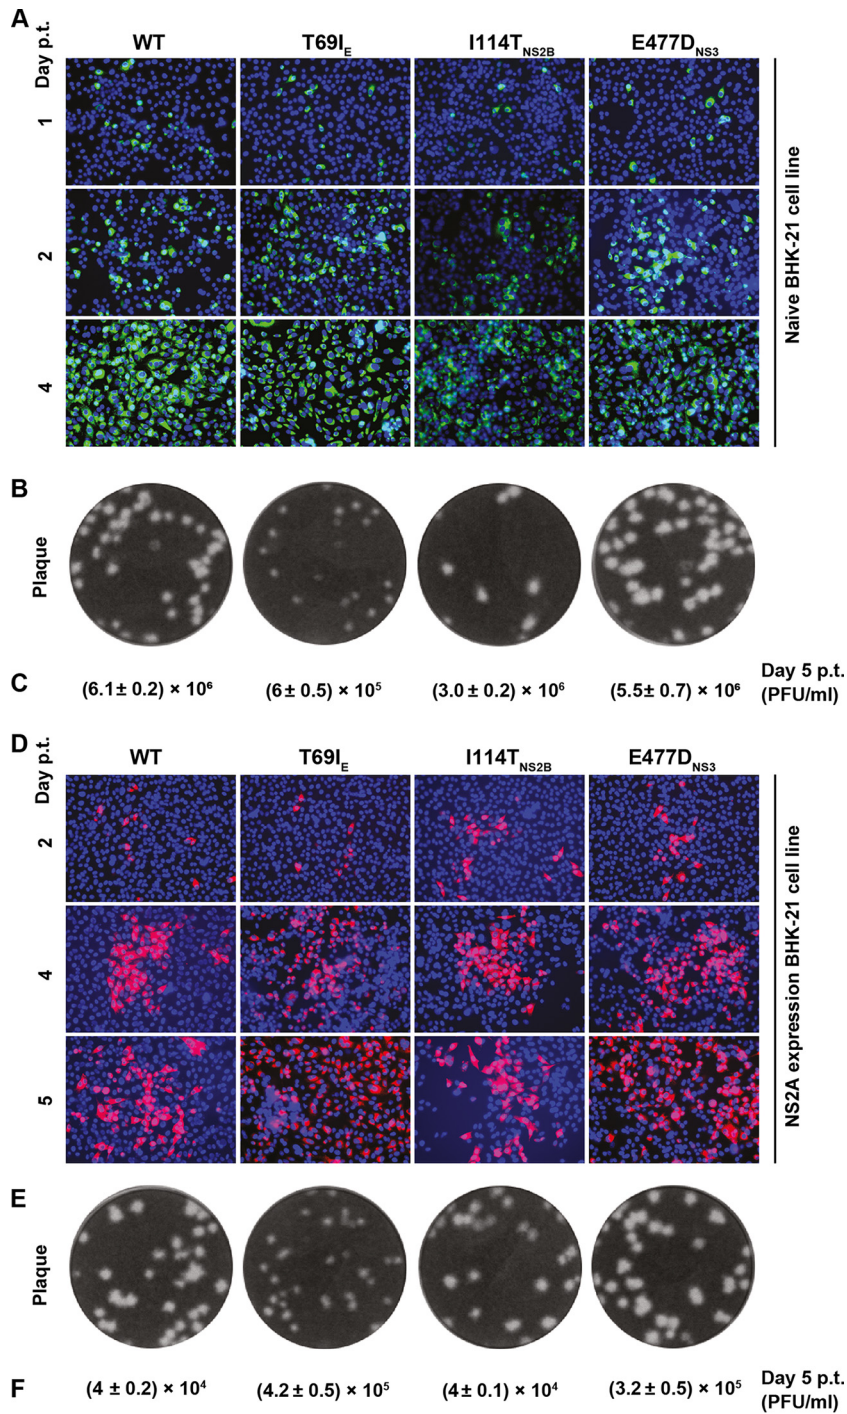 A
Day p.t.
WT
T69I_E
I114T_NS2B
E477D_NS3
1
2
4
Naive BHK-21 cell line
B
Plaque
C
(6.1 ± 0.2) × 10⁶
(6 ± 0.5) × 10⁵
(3.0 ± 0.2) × 10⁶
(5.5 ± 0.7) × 10⁶
Day 5 p.t.
(PFU/ml)
D
Day p.t.
WT
T69I_E
I114T_NS2B
E477D_NS3
2
4
5
NS2A expression BHK-21 cell line
E
Plaque
F
(4 ± 0.2) × 10⁴
(4.2 ± 0.5) × 10⁵
(4 ± 0.1) × 10⁴
(3.2 ± 0.5) × 10⁵
Day 5 p.t.
(PFU/ml)